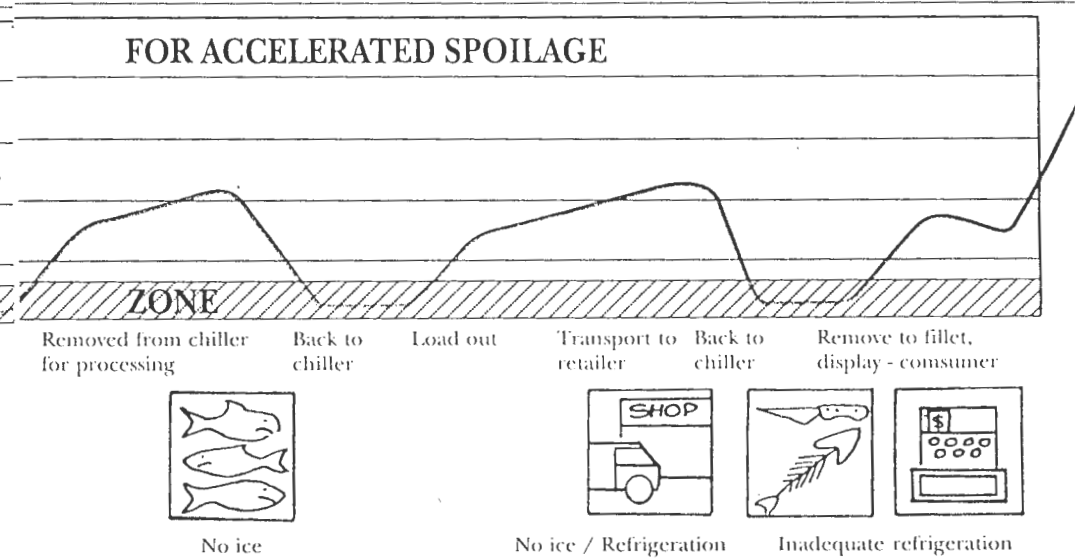 FOR ACCELERATED SPOILAGE
ZONE
Removed from chiller
for processing
Back to
chiller
Load out
Transport to
retailer
Back to
chiller
Remove to fillet,
display - comsumer
SHOP
$
No ice
No ice / Refrigeration
Inadequate refrigeration